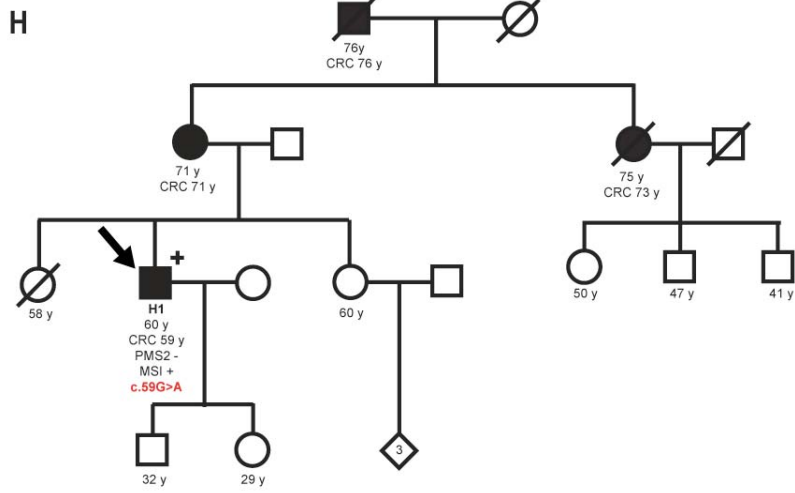 H
76y
CRC 76 y
71 y
CRC 71 y
75 y
CRC 73 y
+
58 y
H1
60 y
CRC 59 y
PMS2 -
MSI +
c.59G>A
60 y
50 y
47 y
41 y
32 y
29 y
3